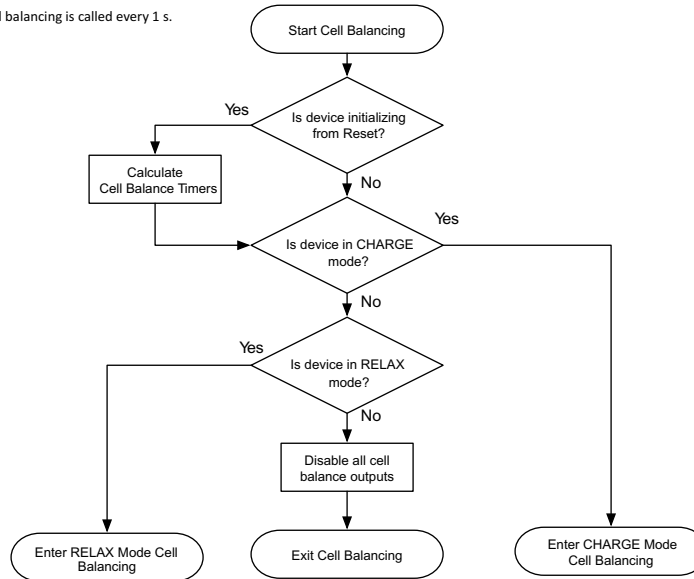 l balancing is called every 1 s.
Start Cell Balancing
Is device initializing
from Reset?
Yes
No
Calculate
Cell Balance Timers
Is device in CHARGE
mode?
Yes
No
Is device in RELAX
mode?
Yes
No
Disable all cell
balance outputs
Enter RELAX Mode Cell
Balancing
Exit Cell Balancing
Enter CHARGE Mode
Cell Balancing